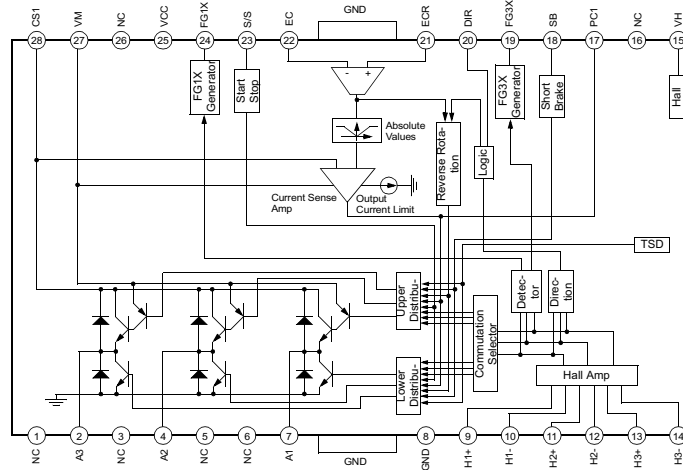 CS1
VM
NC
VCC
FG1X
S/S
EC
GND
ECR
DIR
FG3X
SB
PC1
NC
VH
28
27
26
25
24
23
22
21
20
19
18
17
16
15
FG1X
Generator
Start
Stop
- +
Absolute
Values
Reverse Rota-
tion
Logic
FG3X
Generator
Short
Brake
Hall
Current Sense
Amp
Output
Current Limit
TSD
Upper
Distribu-
Lower
Distribu-
Commutation
Selector
Detec-
tor
Direc-
tion
Hall Amp
1
2
3
4
5
6
7
8
9
10
11
12
13
14
NC
A3
NC
A2
NC
NC
A1
GND
GND
H1+
H1-
H2+
H2-
H3+
H3-